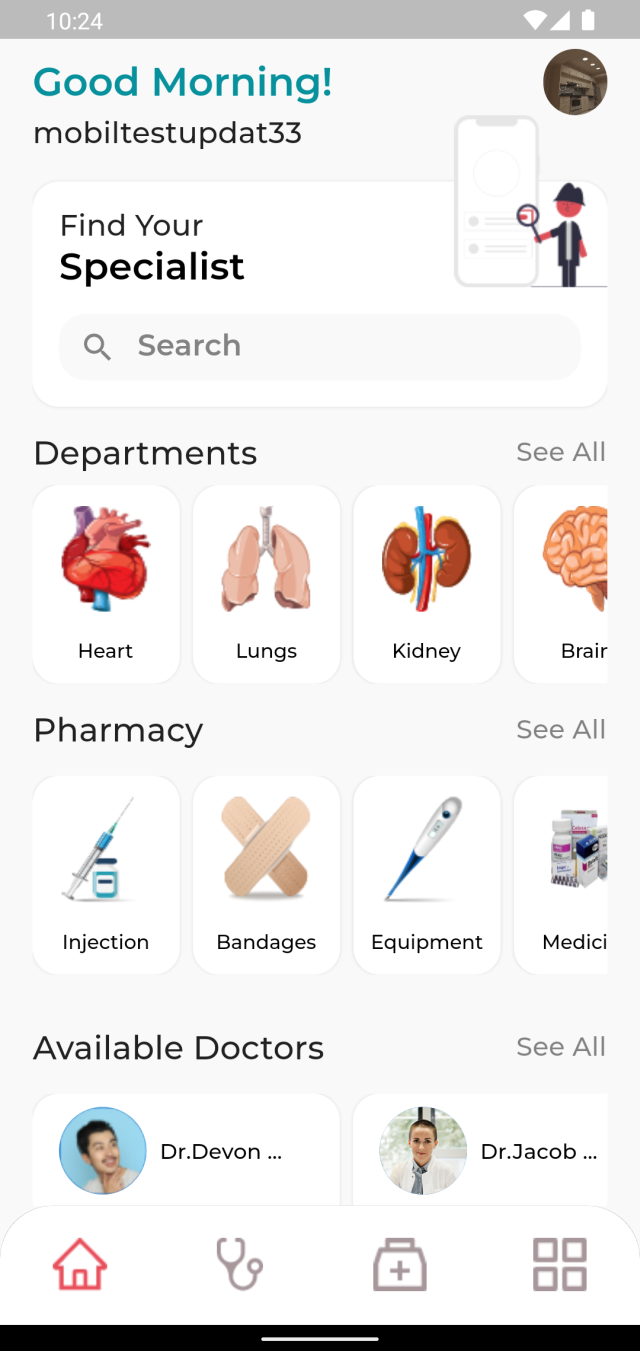 10:24
Good Morning!
mobiltestupdat33
Find Your
Specialist
Search
Departments
See All
Heart
Lungs
Kidney
Brain
Pharmacy
See All
Injection
Bandages
Equipment
Medici
Available Doctors
See All
Dr.Devon ...
Dr.Jacob ...